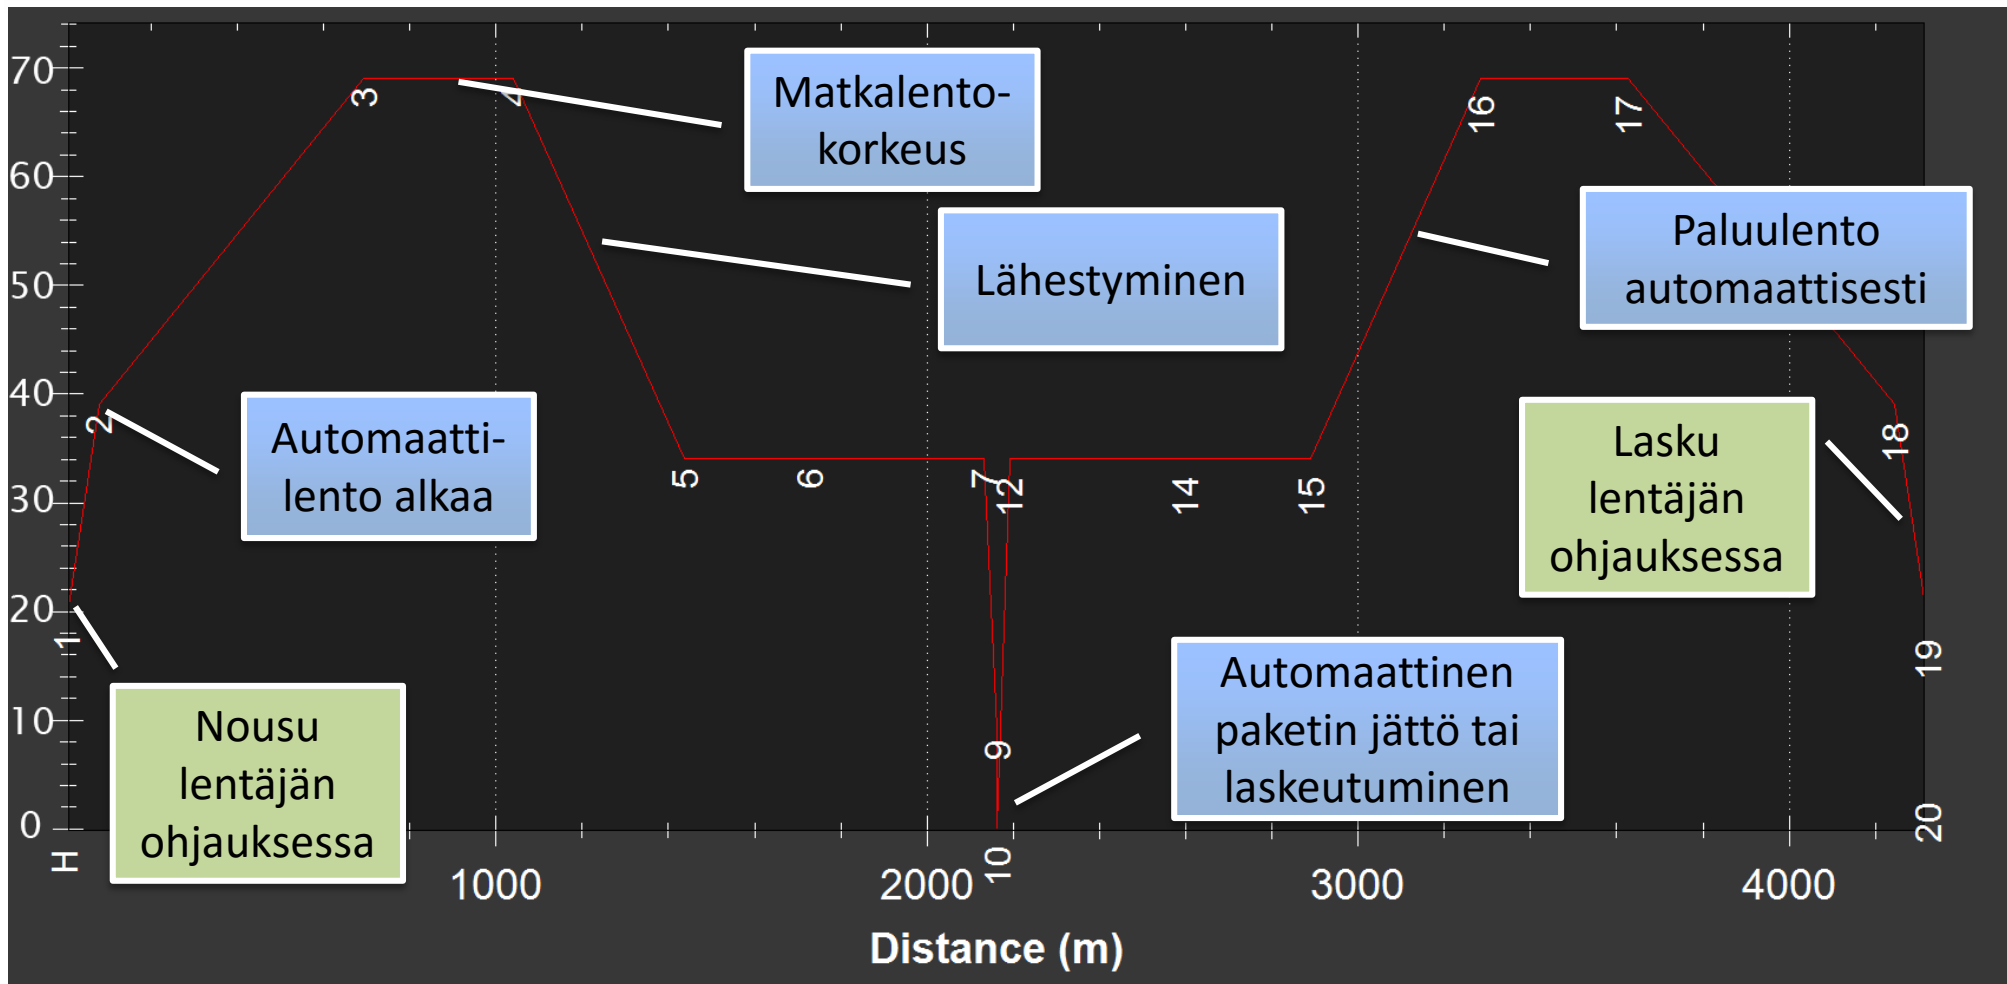 70
60
50
40
30
20
10
0
H
1
2
3
4
5
6
7
12
9
10
14
15
16
17
18
19
20
Matkalento-
korkeus
Lähestyminen
Paluulento
automaattisesti
Automaatti-
lento alkaa
Lasku
lentäjän
ohjauksessa
Nousu
lentäjän
ohjauksessa
Automaattinen
paketin jättö tai
laskeutuminen
1000
2000
3000
4000
Distance (m)